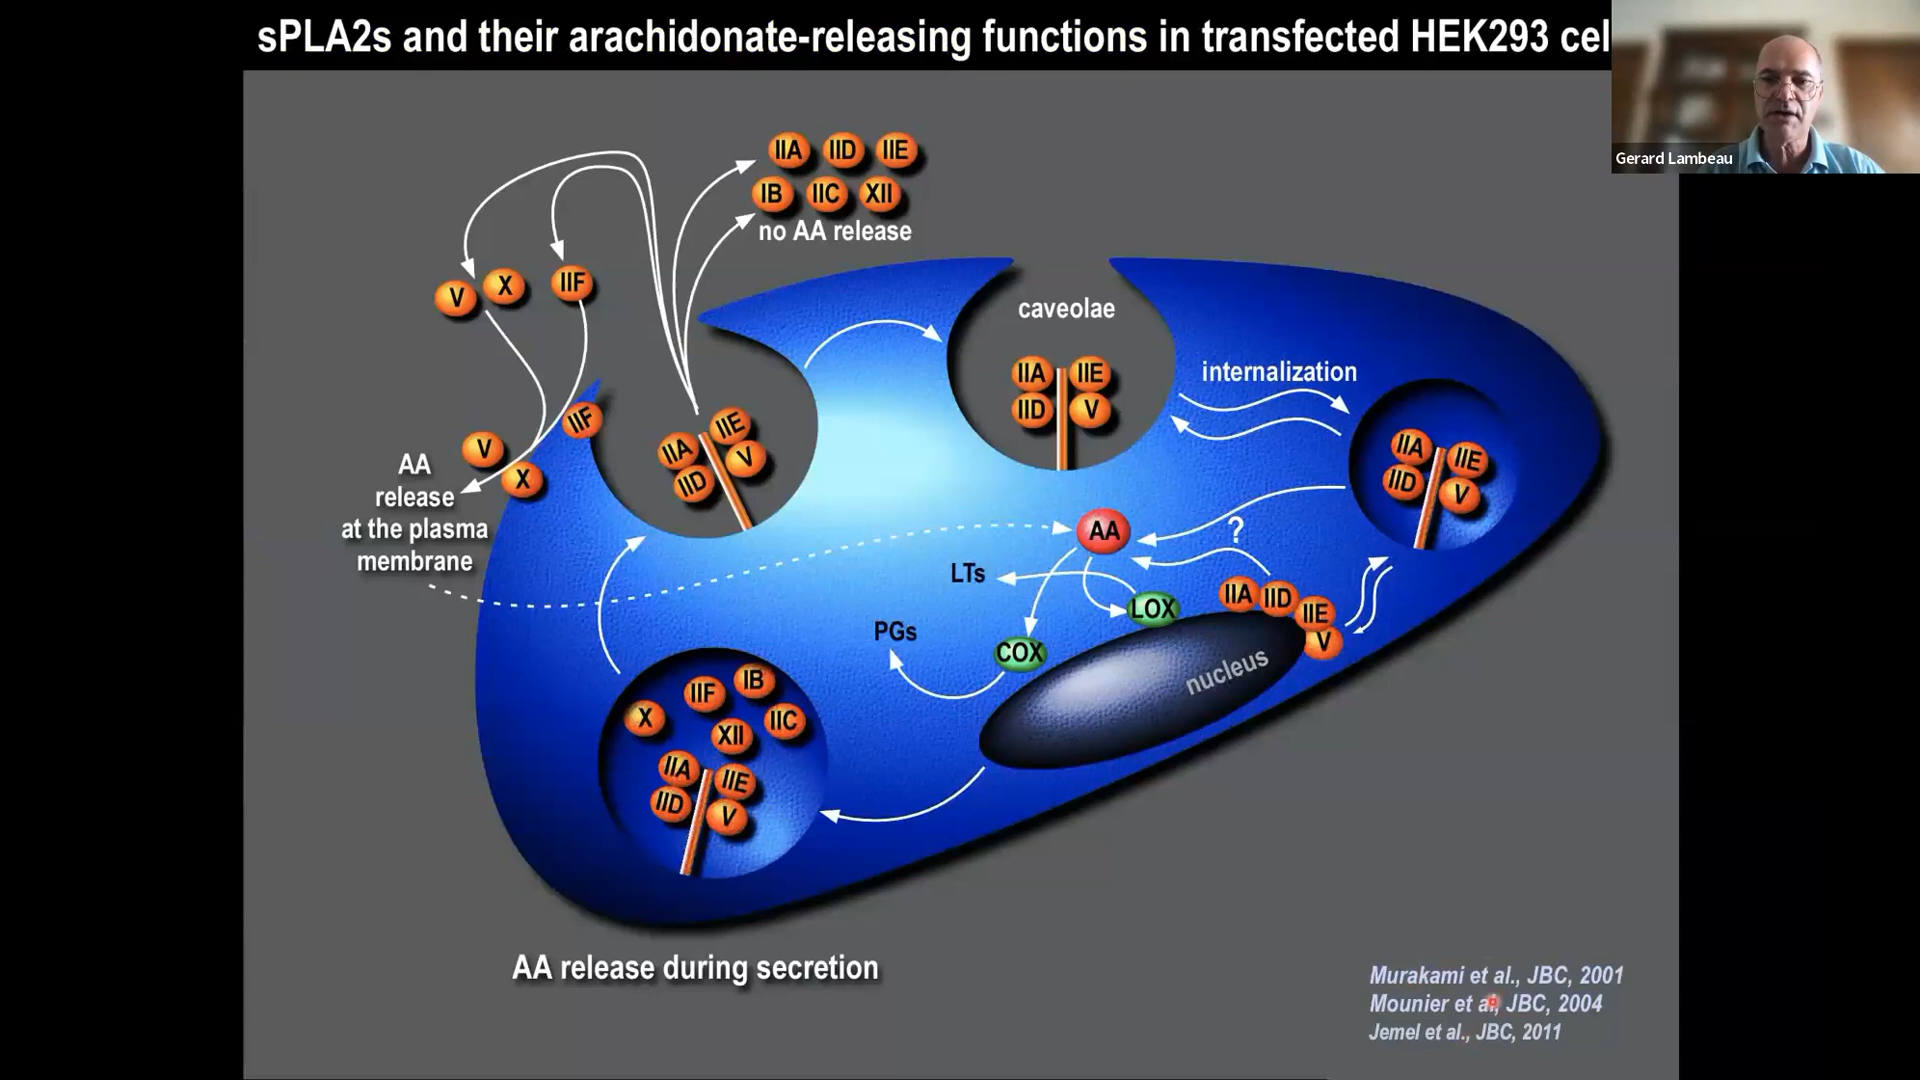 sPLA2s and their arachidonate-releasing functions in transfected HEK293 cel
Gerard Lambeau
IIA IID IIE
IB IIC XII
no AA release
V X IIF
caveolae
IIA IIE
IID V
internalization
IIF
V
X
AA
release
at the plasma
membrane
IIA IIE
IID V
IIA IIE
IID V
AA
?
LTs
LOX
IIA IID IIE
V
PGs
COX
nucleus
X IIF IB
XII IIC
IIA IIE
IID V
AA release during secretion
Murakami et al., JBC, 2001
Mounier et al, JBC, 2004
Jemel et al., JBC, 2011